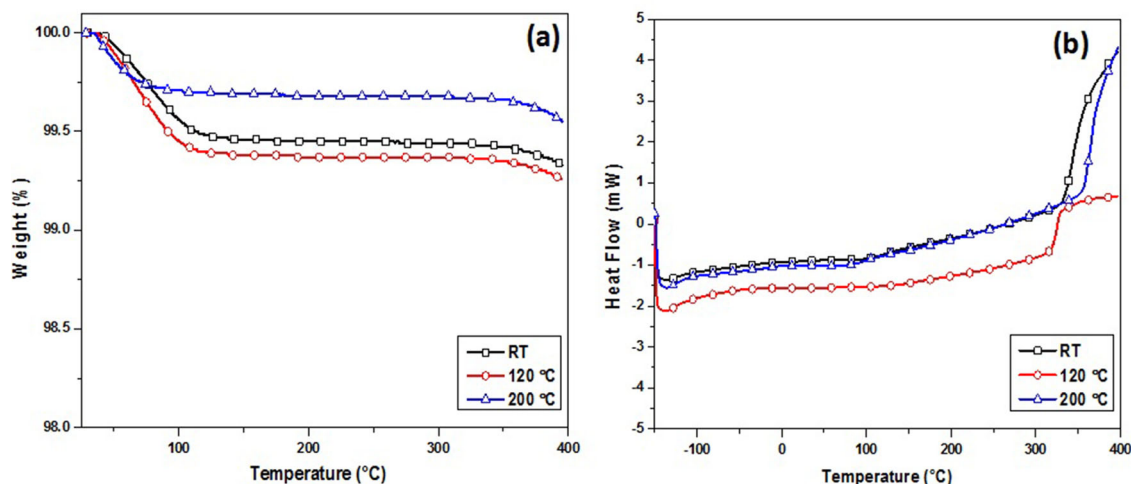 (a)
Weight (%)
100.0
99.5
99.0
98.5
98.0
100
200
300
400
Temperature (°C)
RT
120 °C
200 °C
(b)
Heat Flow (mW)
5
4
3
2
1
0
-1
-2
-3
-4
-5
-100
0
100
200
300
400
Temperature (°C)
RT
120 °C
200 °C